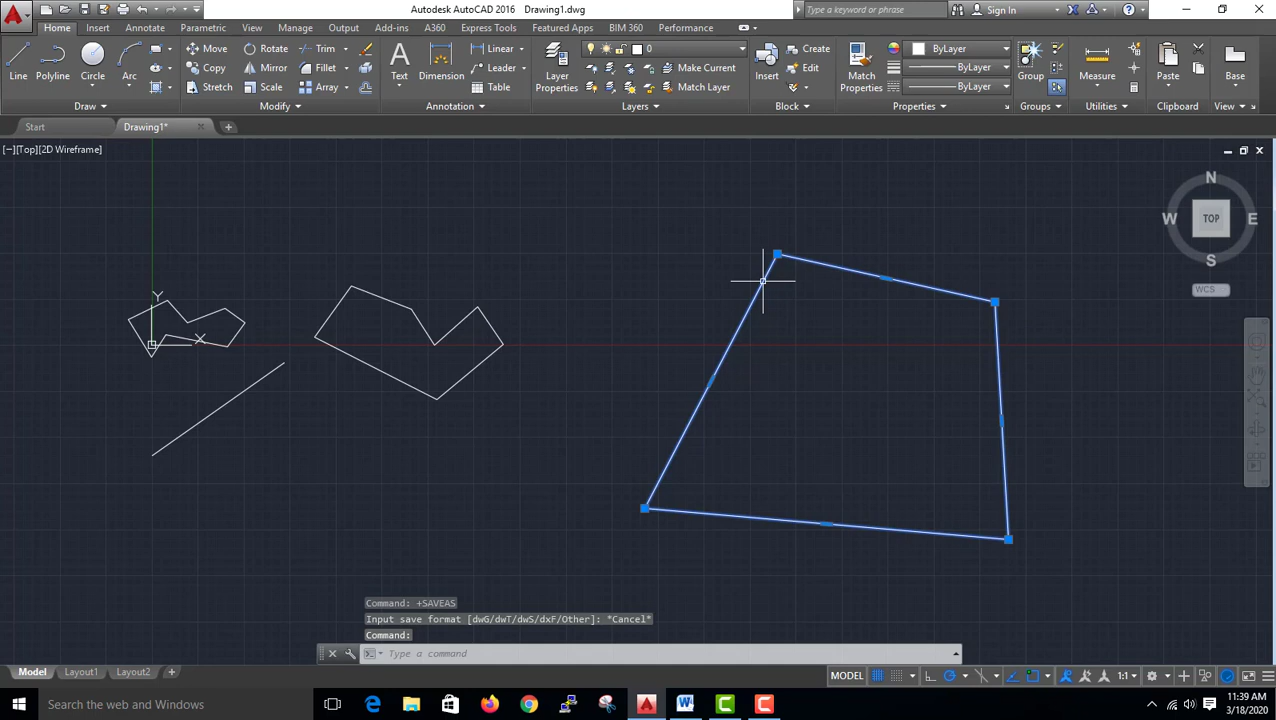 Autodesk AutoCAD 2016 Drawing1.dwg
Type a keyword or phrase
Sign In
Home Insert Annotate Parametric View Manage Output Add-ins A360 Express Tools Featured Apps BIM 360 Performance
Line Polyline Circle Arc
Move Rotate Trim
Copy Mirror Fillet
Stretch Scale Array
Text Dimension
Linear
Leader
Table
Layer Properties
0
Make Current
Match Layer
Insert
Create
Edit
Match Properties
ByLayer
ByLayer
ByLayer
Group
Measure
Paste
Base
Draw Modify Annotation Layers Block Properties Groups Utilities Clipboard View
Start Drawing1*
[−][Top][2D Wireframe]
N
W TOP E
S
WCS
Y
X
Command: +SAVEAS
Input save format [dwG/dwT/dwS/dxF/Other]: *Cancel*
Command:
Type a command
Model Layout1 Layout2 +
MODEL
1:1
Search the web and Windows
11:39 AM
3/18/2020